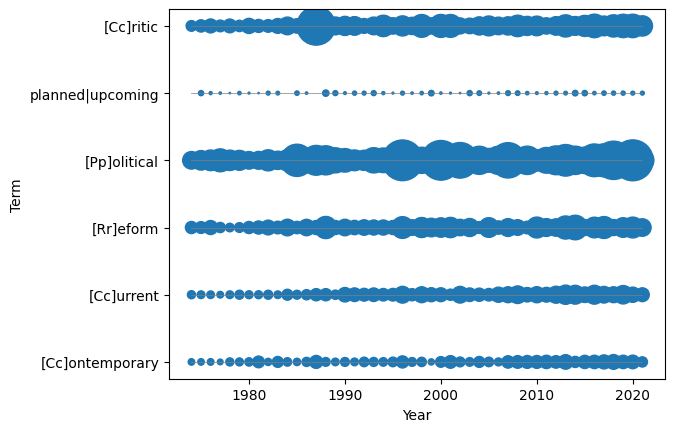 [Cc]ritic
planned|upcoming
[Pp]olitical
[Rr]eform
[Cc]urrent
[Cc]ontemporary
Term
1980 1990 2000 2010 2020
Year